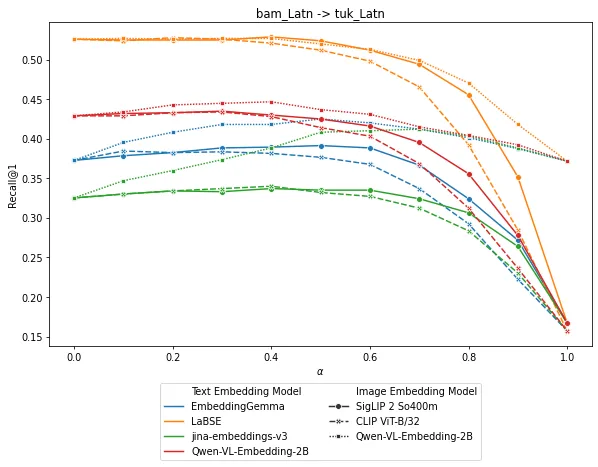 bam_Latn -> tuk_Latn
Recall@1
0.50
0.45
0.40
0.35
0.30
0.25
0.20
0.15
0.0 0.2 0.4 0.6 0.8 1.0
α
Text Embedding Model
EmbeddingGemma
LaBSE
jina-embeddings-v3
Qwen-VL-Embedding-2B
Image Embedding Model
SigLIP 2 So400m
CLIP ViT-B/32
Qwen-VL-Embedding-2B